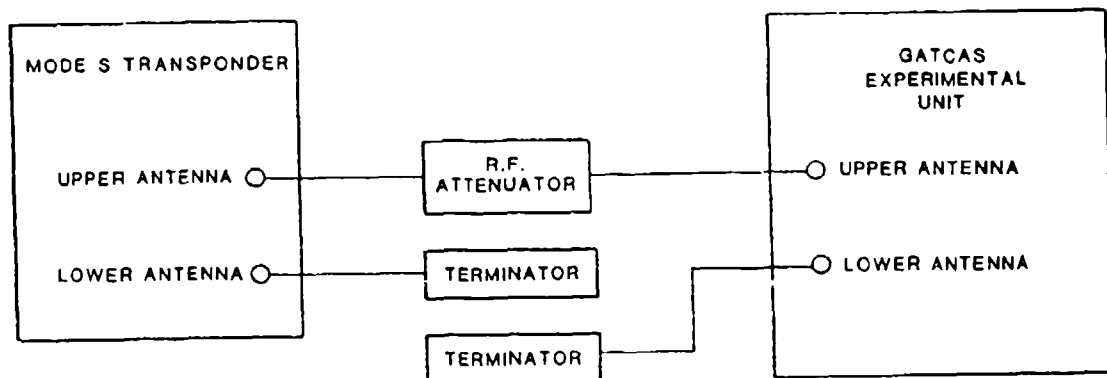 MODE S TRANSPONDER
UPPER ANTENNA
LOWER ANTENNA
R.F.
ATTENUATOR
TERMINATOR
TERMINATOR
GATCAS
EXPERIMENTAL
UNIT
UPPER ANTENNA
LOWER ANTENNA